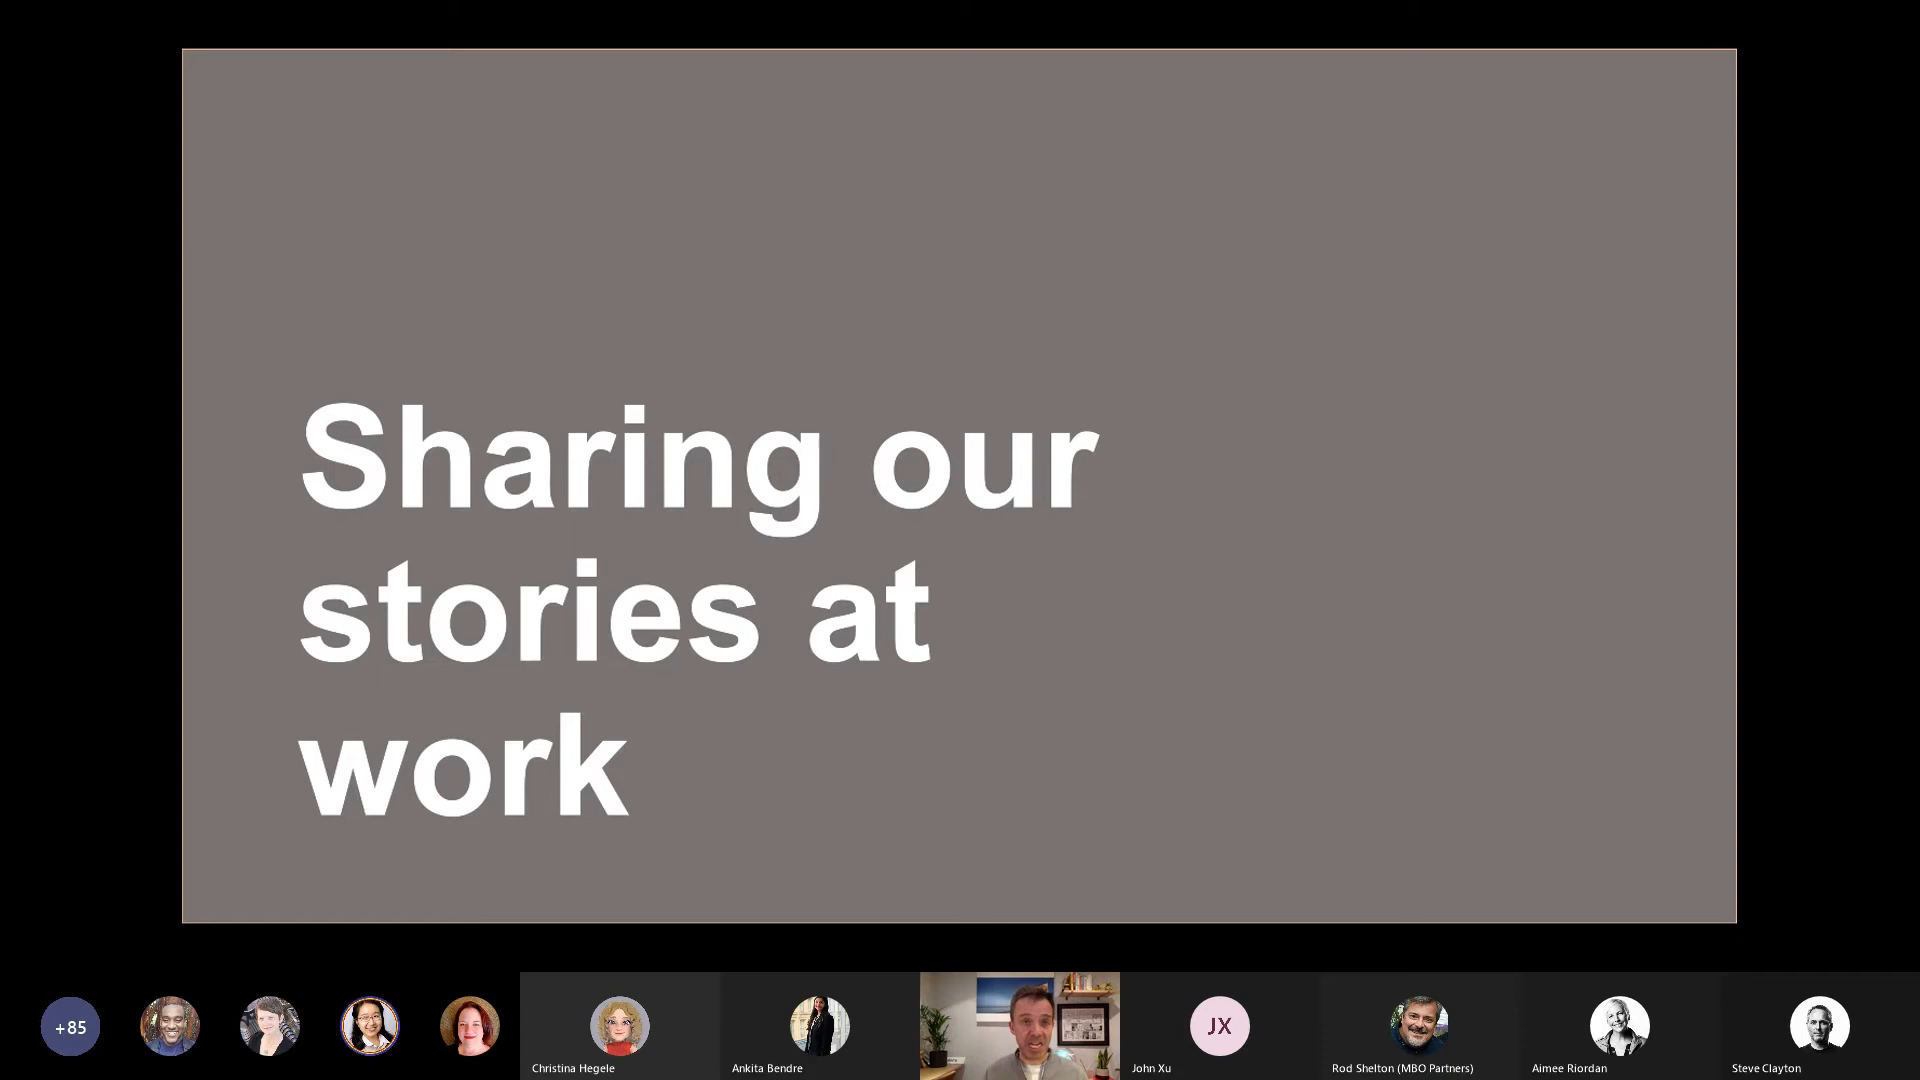 Sharing our
stories at
work
+85
Christina Hegele
Ankita Bendre
JX
John Xu
Rod Shelton (MBO Partners)
Aimee Riordan
Steve Clayton